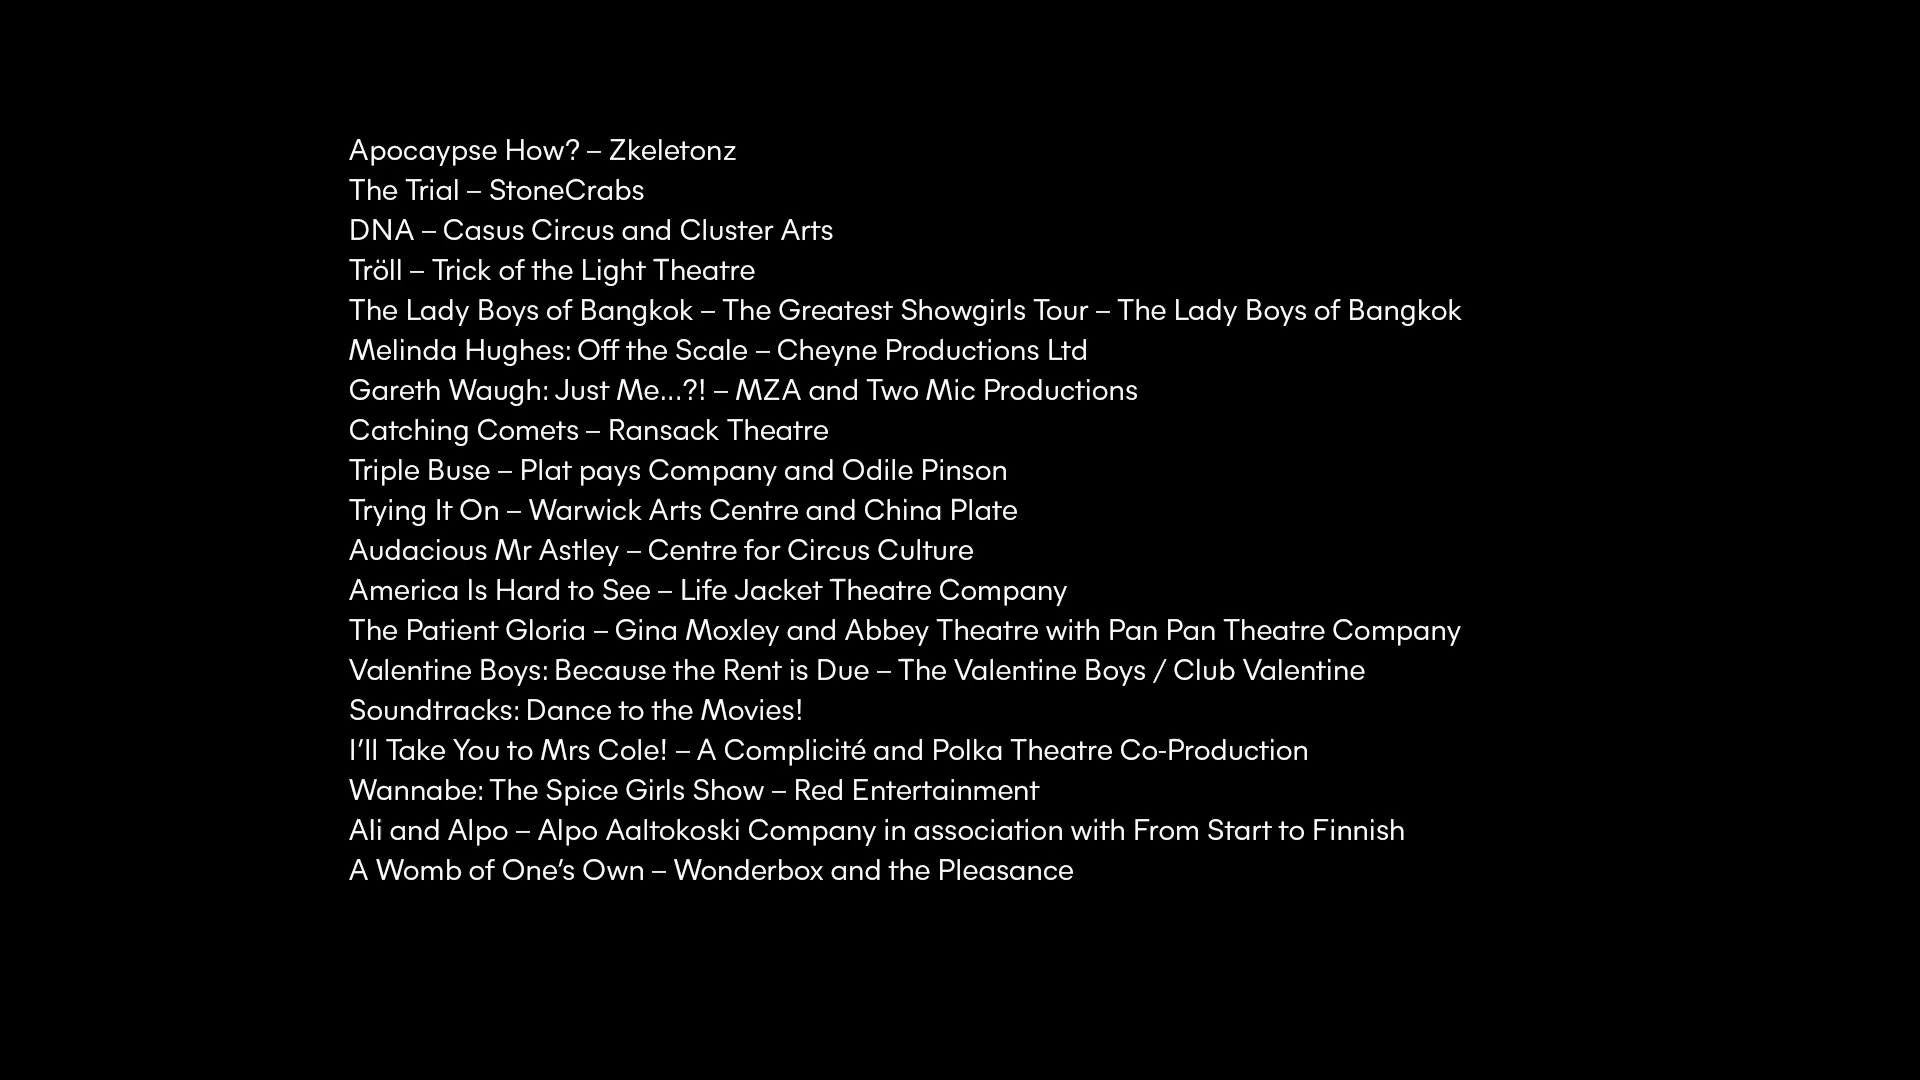 Apocaypse How? – Zkeletonz
The Trial – StoneCrabs
DNA – Casus Circus and Cluster Arts
Tröll – Trick of the Light Theatre
The Lady Boys of Bangkok – The Greatest Showgirls Tour – The Lady Boys of Bangkok
Melinda Hughes: Off the Scale – Cheyne Productions Ltd
Gareth Waugh: Just Me...?! – MZA and Two Mic Productions
Catching Comets – Ransack Theatre
Triple Buse – Plat pays Company and Odile Pinson
Trying It On – Warwick Arts Centre and China Plate
Audacious Mr Astley – Centre for Circus Culture
America Is Hard to See – Life Jacket Theatre Company
The Patient Gloria – Gina Moxley and Abbey Theatre with Pan Pan Theatre Company
Valentine Boys: Because the Rent is Due – The Valentine Boys / Club Valentine
Soundtracks: Dance to the Movies!
I’ll Take You to Mrs Cole! – A Complicité and Polka Theatre Co-Production
Wannabe: The Spice Girls Show – Red Entertainment
Ali and Alpo – Alpo Aaltokoski Company in association with From Start to Finnish
A Womb of One’s Own – Wonderbox and the Pleasance